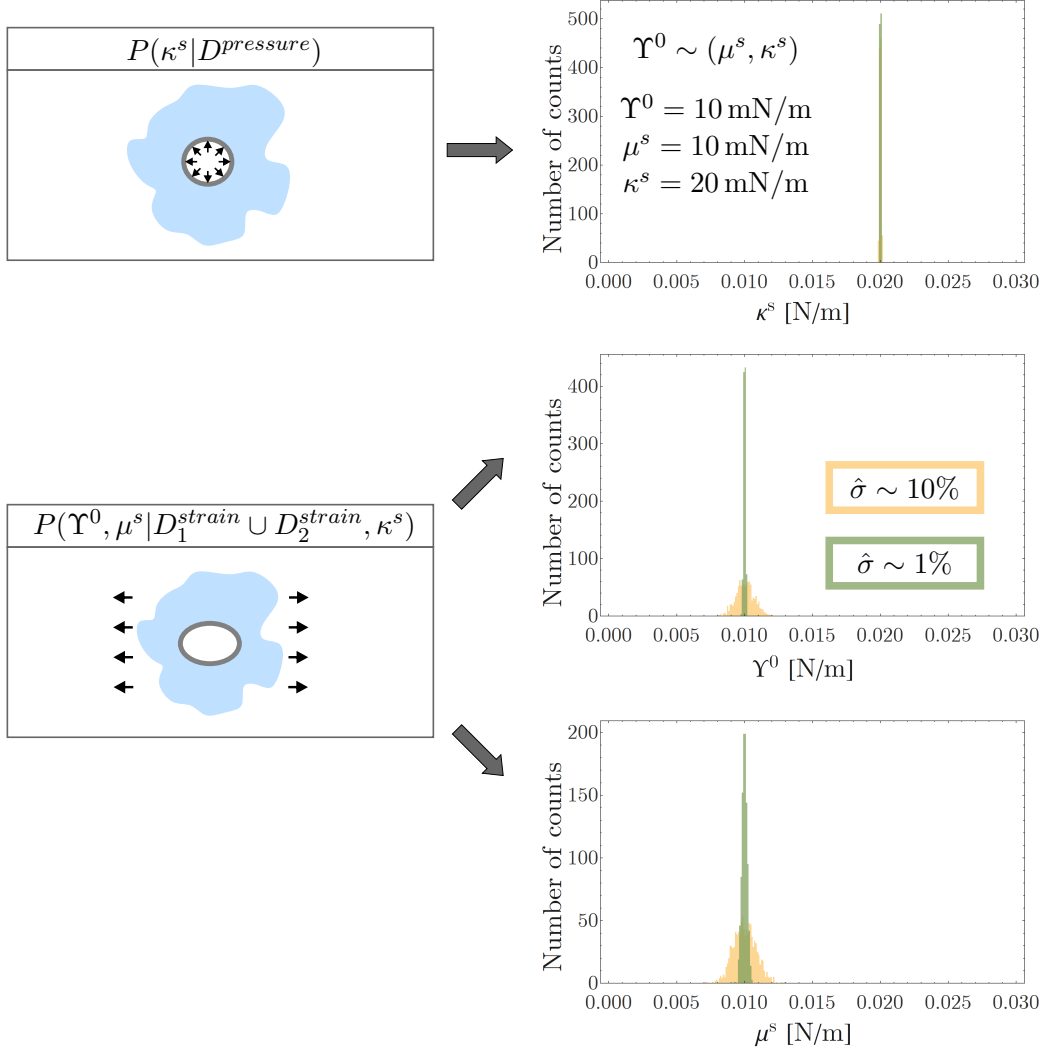 P(κ^s|D^{pressure})
Number of counts
500
400
300
200
100
0
Υ^0 ∼ (μ^s, κ^s)
Υ^0 = 10 mN/m
μ^s = 10 mN/m
κ^s = 20 mN/m
0.000 0.005 0.010 0.015 0.020 0.025 0.030
κ^s [N/m]
P(Υ^0, μ^s|D_1^{strain} ∪ D_2^{strain}, κ^s)
Number of counts
400
300
200
100
0
σ̂ ∼ 10%
σ̂ ∼ 1%
0.000 0.005 0.010 0.015 0.020 0.025 0.030
Υ^0 [N/m]
Number of counts
200
150
100
50
0
0.000 0.005 0.010 0.015 0.020 0.025 0.030
μ^s [N/m]